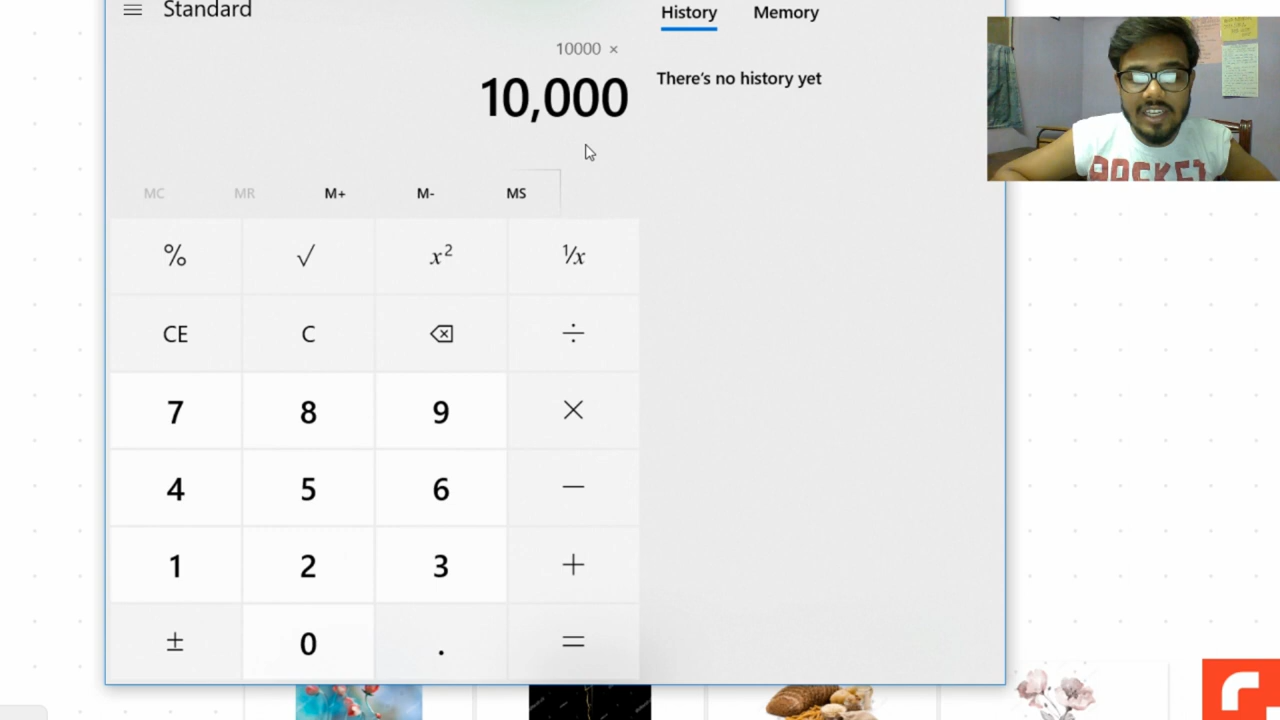 Standard
History Memory
10000 ×
10,000
There's no history yet
MC MR M+ M- MS
% √ x² ¹/x
CE C ÷
7 8 9 ×
4 5 6 −
1 2 3 +
± 0 . =